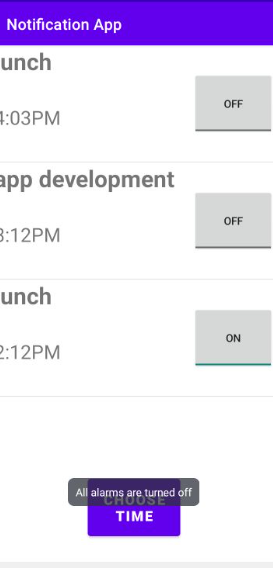 Notification App
unch
4:03PM
OFF
app development
3:12PM
OFF
unch
2:12PM
ON
All alarms are turned off
CHOOSE
TIME